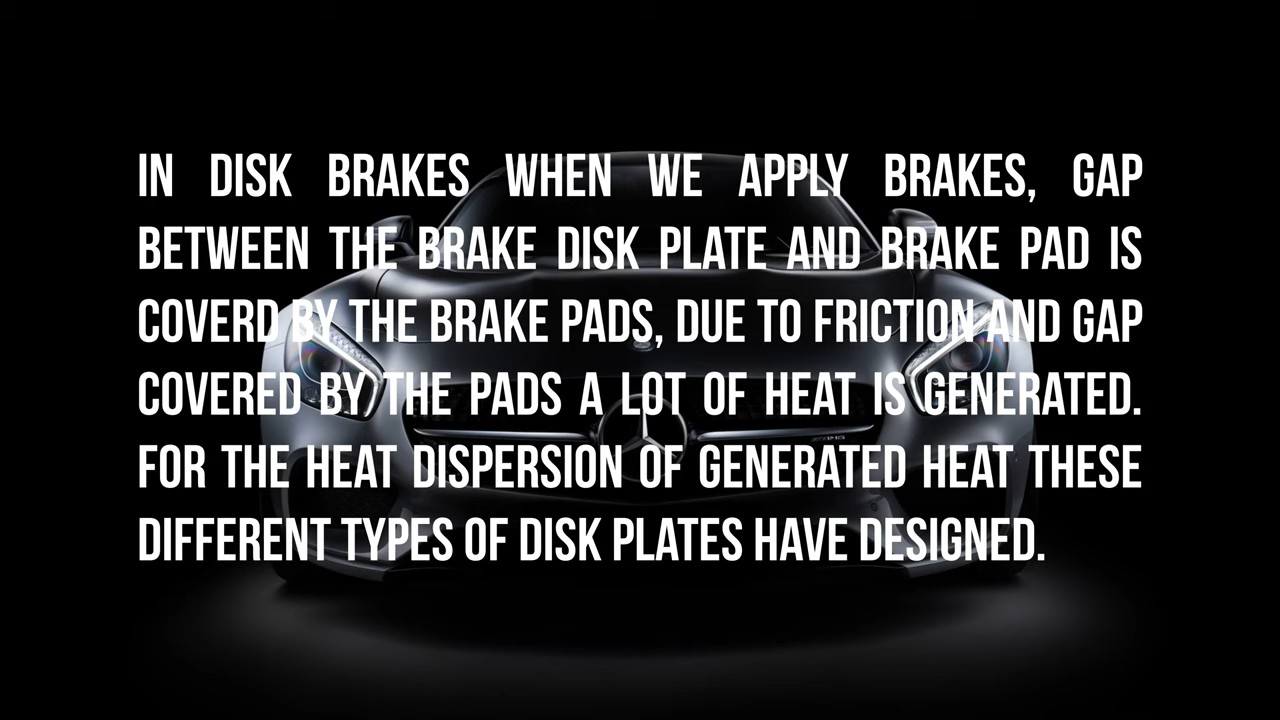 IN DISK BRAKES WHEN WE APPLY BRAKES, GAP
BETWEEN THE BRAKE DISK PLATE AND BRAKE PAD IS
COVERD BY THE BRAKE PADS, DUE TO FRICTION AND GAP
COVERED BY THE PADS A LOT OF HEAT IS GENERATED.
FOR THE HEAT DISPERSION OF GENERATED HEAT THESE
DIFFERENT TYPES OF DISK PLATES HAVE DESIGNED.